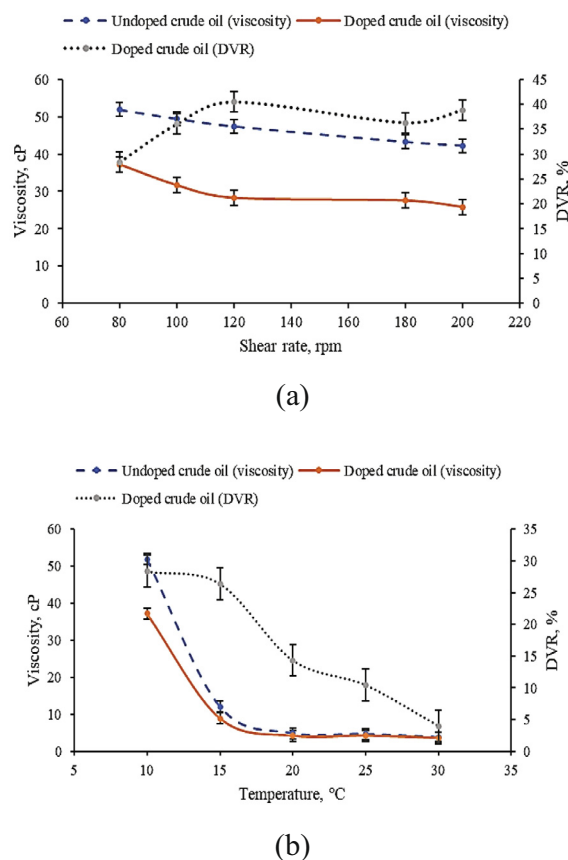 Undoped crude oil (viscosity) Doped crude oil (viscosity)
Doped crude oil (DVR)
60 45
50 40
40 35
30 30
20 25
10 20
0 15
10
5
0
Viscosity, cP
DVR, %
60 80 100 120 140 160 180 200 220
Shear rate, rpm
(a)
Undoped crude oil (viscosity) Doped crude oil (viscosity)
Doped crude oil (DVR)
60 35
50 30
40 25
30 20
20 15
10 10
0 5
0
Viscosity, cP
DVR, %
5 10 15 20 25 30 35
Temperature, °C
(b)